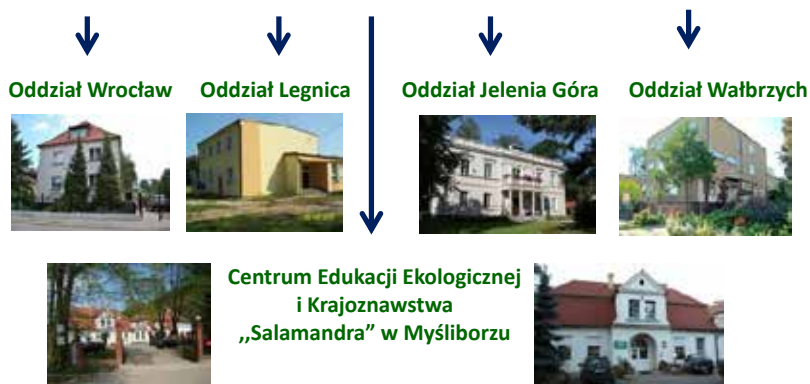 Oddział Wrocław
Oddział Legnica
Oddział Jelenia Góra
Oddział Wałbrzych
Centrum Edukacji Ekologicznej
i Krajoznawstwa
,,Salamandra” w Myśliborzu